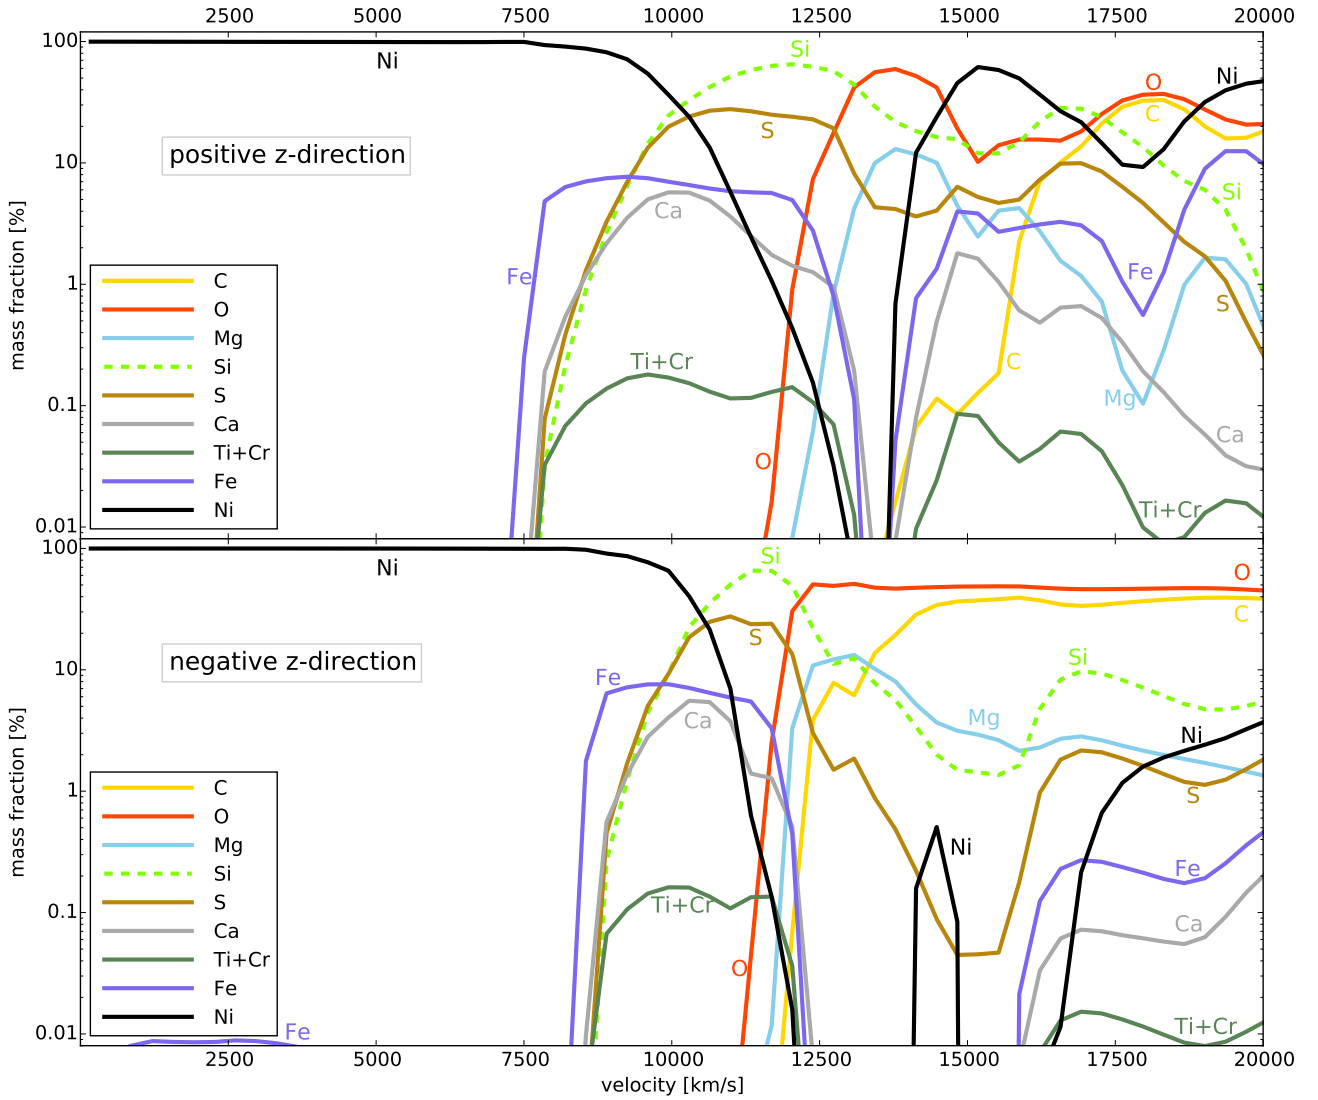 2500 5000 7500 10000 12500 15000 17500 20000
100
10
1
0.1
0.01
mass fraction [%]
positive z-direction
Ni
Si
S
Fe
Ca
Ti+Cr
O
O
C
Ni
Si
Fe
S
C
Mg
Ca
Ti+Cr
C
O
Mg
Si
S
Ca
Ti+Cr
Fe
Ni
100
10
1
0.1
0.01
mass fraction [%]
negative z-direction
Ni
Si
S
Fe
Ca
Ti+Cr
O
Fe
O
C
Si
Mg
Ni
S
Ni
Fe
Ca
Ti+Cr
C
O
Mg
Si
S
Ca
Ti+Cr
Fe
Ni
2500 5000 7500 10000 12500 15000 17500 20000
velocity [km/s]